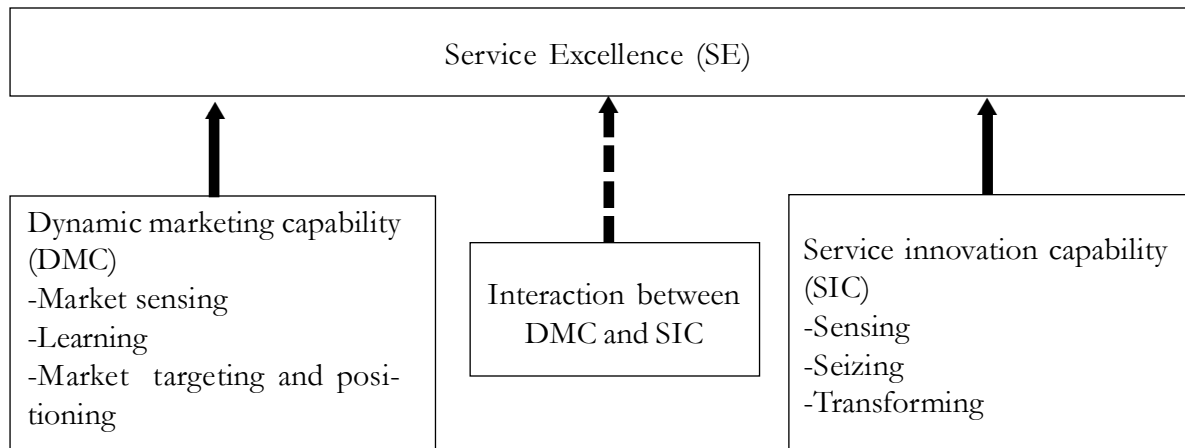 Service Excellence (SE)
Dynamic marketing capability
(DMC)
-Market sensing
-Learning
-Market targeting and posi-
tioning
Interaction between
DMC and SIC
Service innovation capability
(SIC)
-Sensing
-Seizing
-Transforming